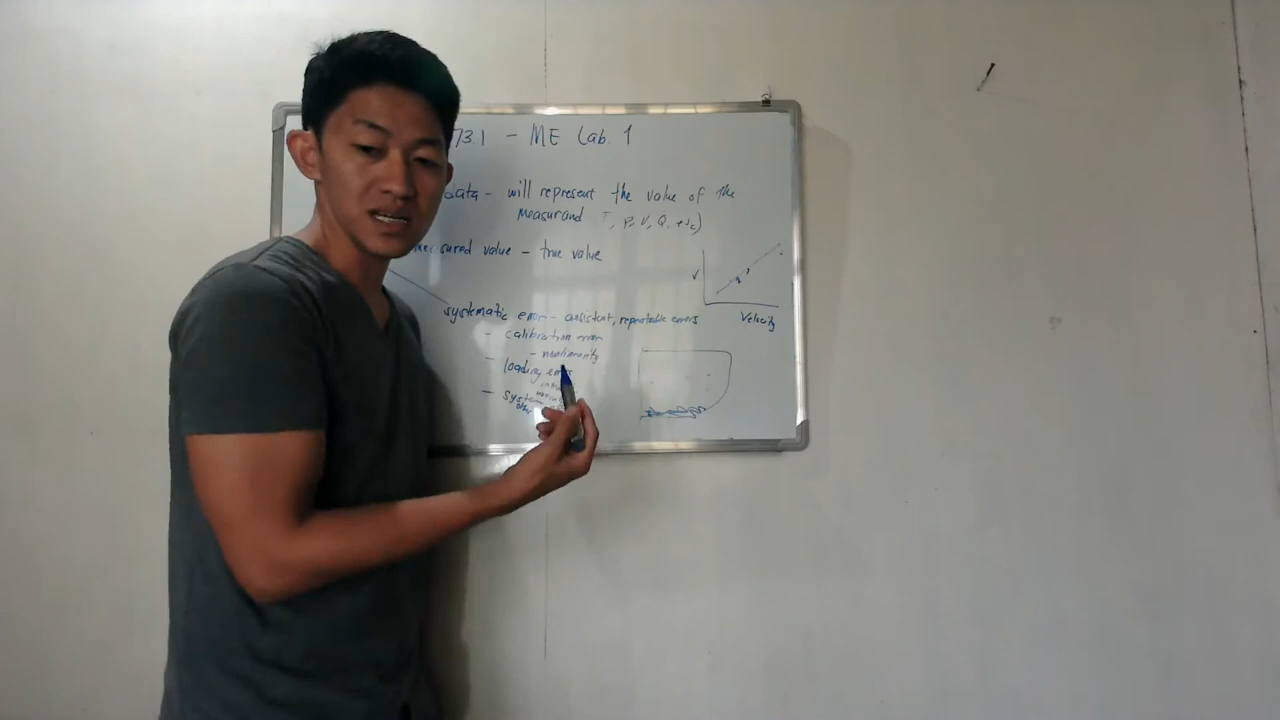 731 - ME Lab 1
data - will represent the value of the
measurand T, P, V, Q, etc)
measured value - true value
V
Velocity
systematic error - consistent, repeatable errors
- calibration error
- nonlinearity
- loading error
-